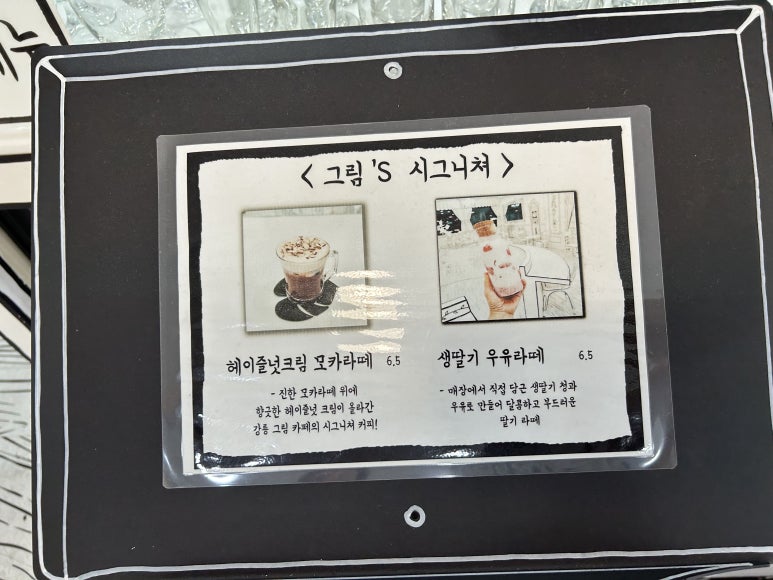 < 그림 'S 시그니쳐 >
헤이즐넛크림 모카라떼 6.5
- 진한 모카라떼 위에
향긋한 헤이즐넛 크림이 올라간
강릉 그림 카페의 시그니쳐 커피!
생딸기 우유라떼 6.5
- 매장에서 직접 담근 생딸기 청과
우유로 만들어 달콤하고 부드러운
딸기 라떼